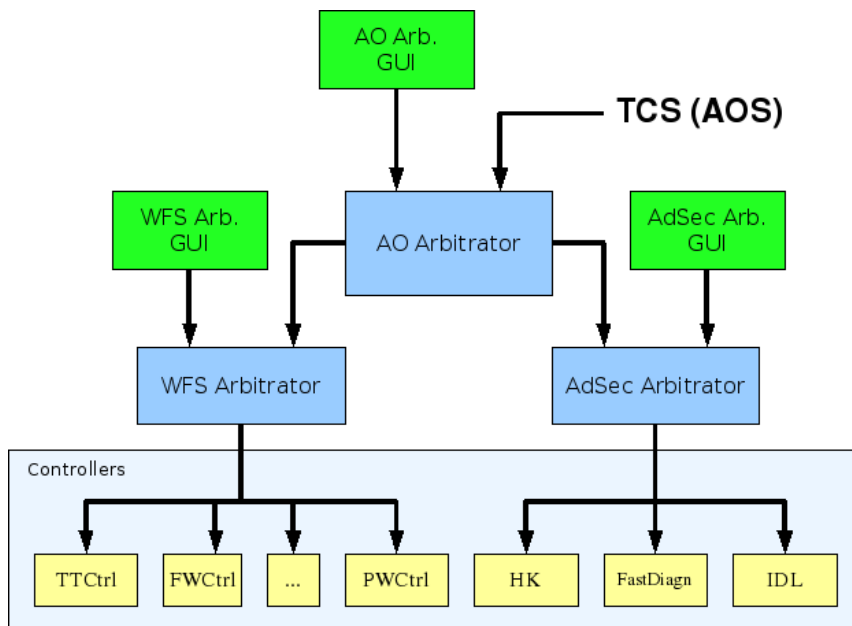 AO Arb.
GUI
TCS (AOS)
WFS Arb.
GUI
AO Arbitrator
AdSec Arb.
GUI
WFS Arbitrator
AdSec Arbitrator
Controllers
TTCtrl
FWCtrl
...
PWCtrl
HK
FastDiagn
IDL